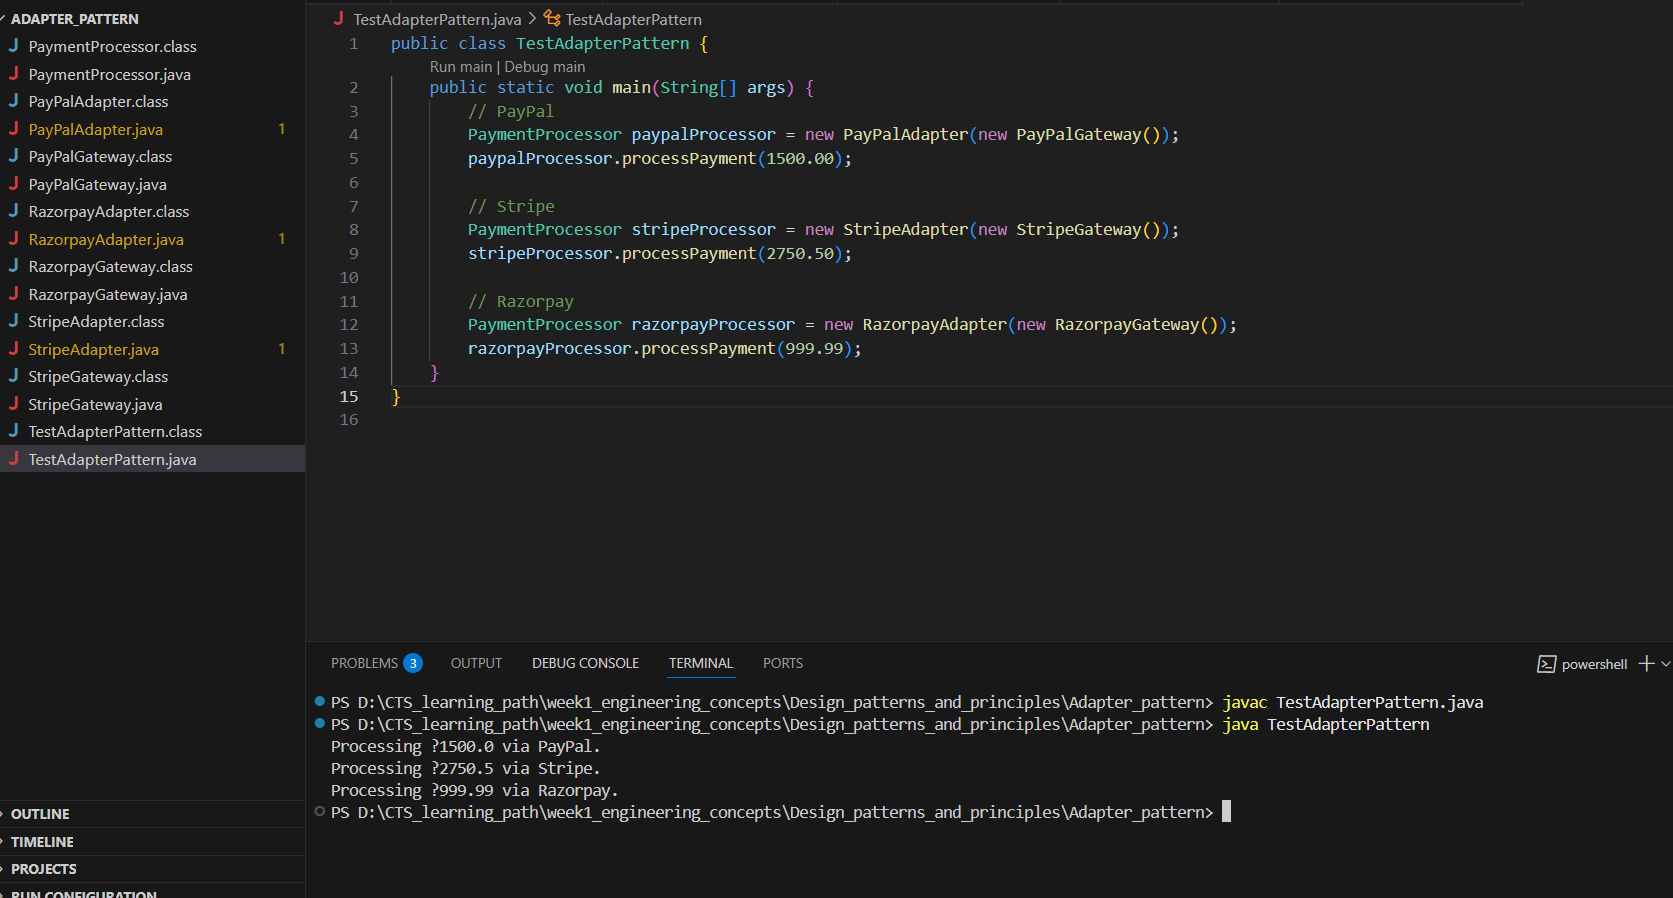 ADAPTER_PATTERN
PaymentProcessor.class
PaymentProcessor.java
PayPalAdapter.class
PayPalAdapter.java 1
PayPalGateway.class
PayPalGateway.java
RazorpayAdapter.class
RazorpayAdapter.java 1
RazorpayGateway.class
RazorpayGateway.java
StripeAdapter.class
StripeAdapter.java 1
StripeGateway.class
StripeGateway.java
TestAdapterPattern.class
TestAdapterPattern.java
OUTLINE
TIMELINE
PROJECTS
RUN CONFIGURATION
TestAdapterPattern.java > TestAdapterPattern
1 public class TestAdapterPattern {
Run main | Debug main
2 public static void main(String[] args) {
3 // PayPal
4 PaymentProcessor paypalProcessor = new PayPalAdapter(new PayPalGateway());
5 paypalProcessor.processPayment(1500.00);
6
7 // Stripe
8 PaymentProcessor stripeProcessor = new StripeAdapter(new StripeGateway());
9 stripeProcessor.processPayment(2750.50);
10
11 // Razorpay
12 PaymentProcessor razorpayProcessor = new RazorpayAdapter(new RazorpayGateway());
13 razorpayProcessor.processPayment(999.99);
14 }
15 }
16
PROBLEMS 3 OUTPUT DEBUG CONSOLE TERMINAL PORTS powershell
PS D:\CTS_learning_path\week1_engineering_concepts\Design_patterns_and_principles\Adapter_pattern> javac TestAdapterPattern.java
PS D:\CTS_learning_path\week1_engineering_concepts\Design_patterns_and_principles\Adapter_pattern> java TestAdapterPattern
Processing ?1500.0 via PayPal.
Processing ?2750.5 via Stripe.
Processing ?999.99 via Razorpay.
PS D:\CTS_learning_path\week1_engineering_concepts\Design_patterns_and_principles\Adapter_pattern>